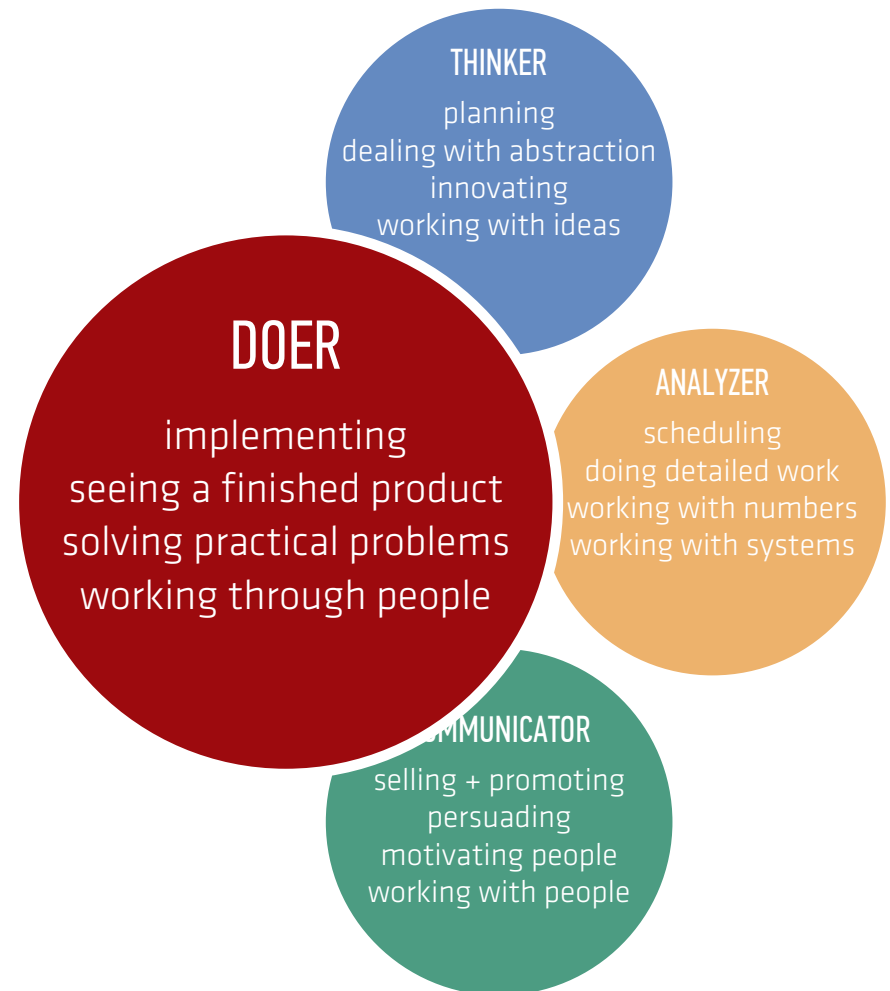 THINKER
planning
dealing with abstraction
innovating
working with ideas
DOER
implementing
seeing a finished product
solving practical problems
working through people
ANALYZER
scheduling
doing detailed work
working with numbers
working with systems
MMUNICATOR
selling + promoting
persuading
motivating people
working with people